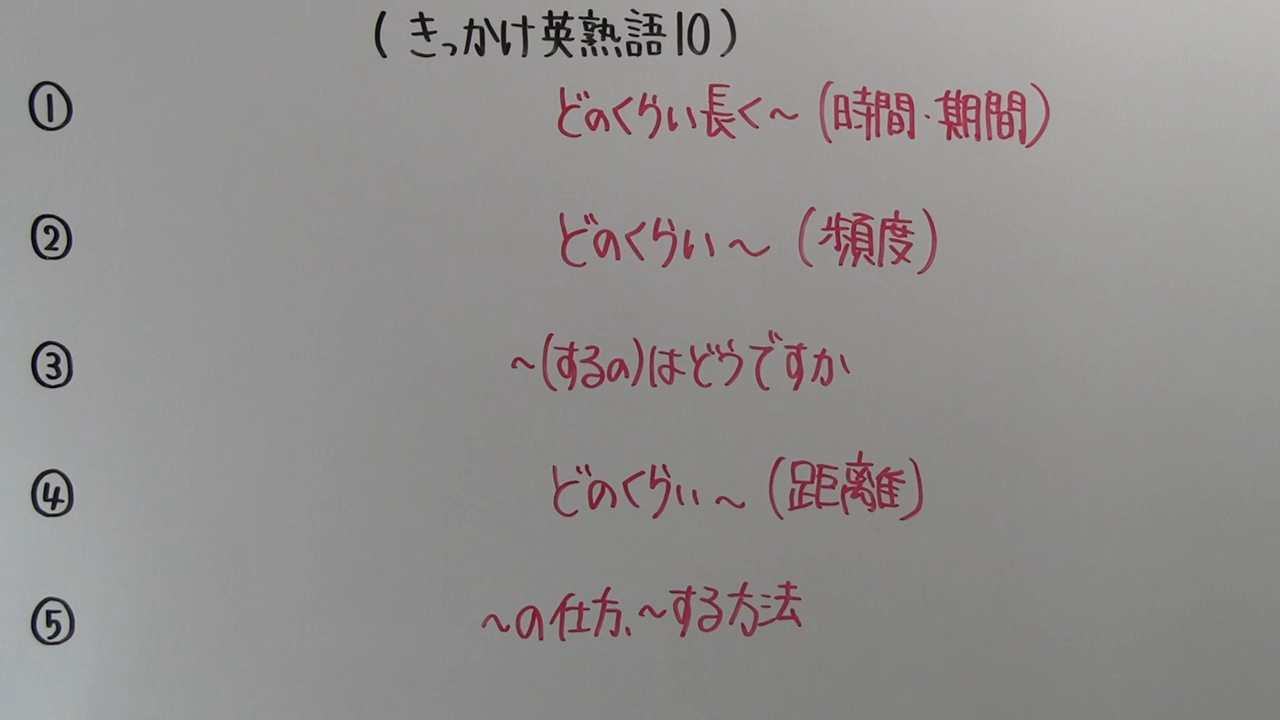 (きっかけ英熟語10)
① どのくらい長く〜(時間・期間)
② どのくらい〜(頻度)
③ 〜(するの)はどうですか
④ どのくらい〜(距離)
⑤ 〜の仕方、〜する方法